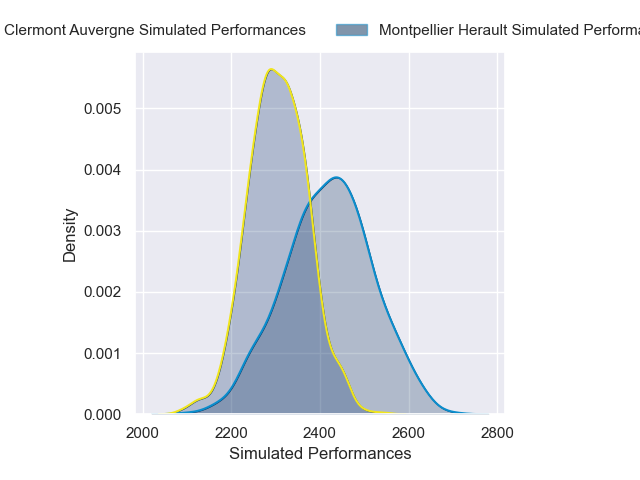 Clermont Auvergne Simulated Performances
Montpellier Herault Simulated
0.005
0.004
0.003
0.002
0.001
0.000
Density
2000 2200 2400 2600 2800
Simulated Performances